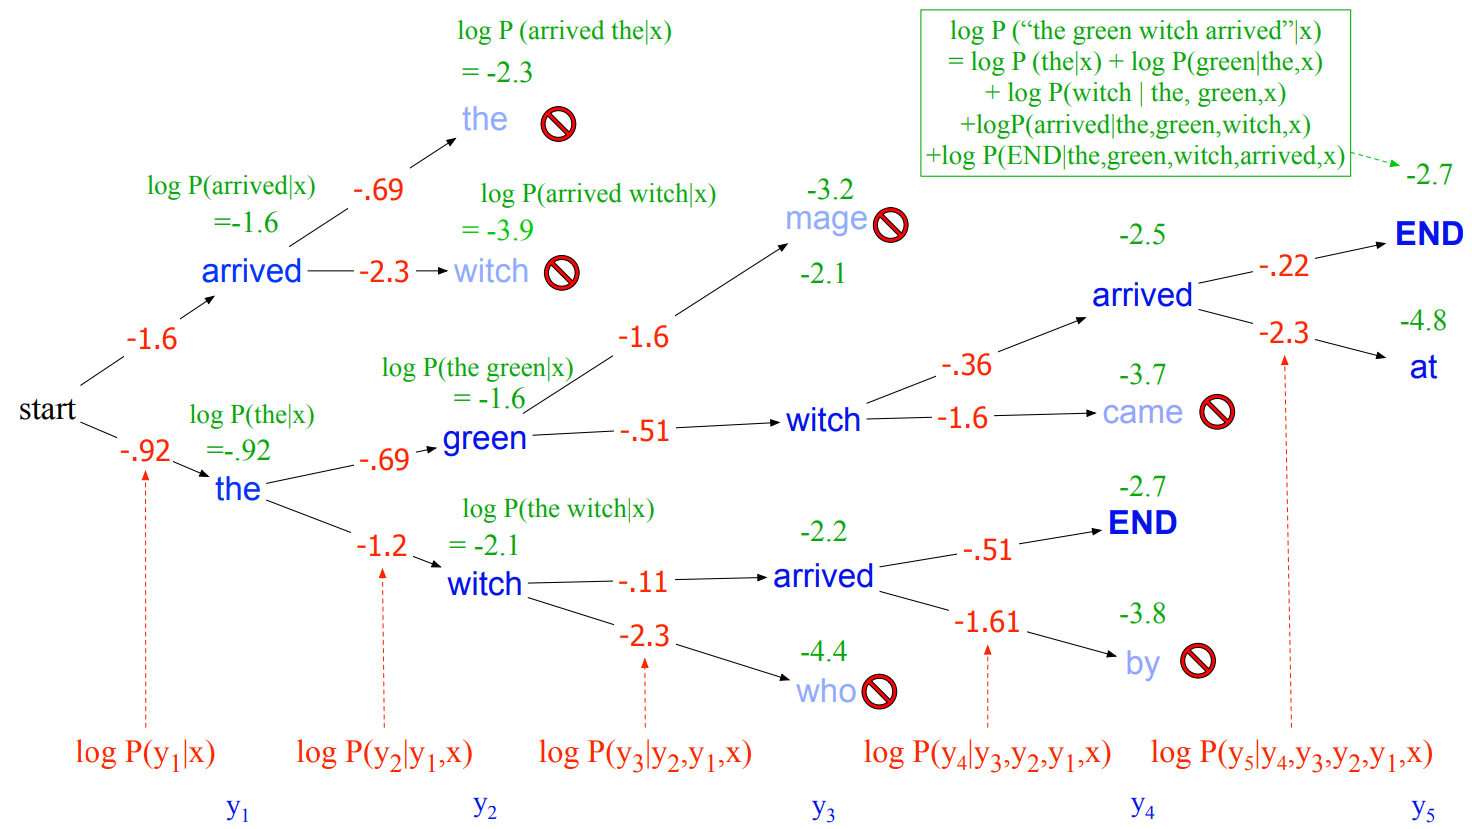 log P (arrived the|x)
= -2.3
the
log P(arrived|x)
=-1.6
arrived
-.69
log P(arrived witch|x)
= -3.9
-2.3
witch
-1.6
start
-.92
log P(the|x)
=-.92
the
log P(the green|x)
= -1.6
green
-.69
-1.2
log P(the witch|x)
= -2.1
witch
-3.2
mage
-2.1
-1.6
-.51
witch
-.11
-2.3
-2.2
arrived
-4.4
who
-2.5
arrived
-.36
-1.6
-3.7
came
-2.7
END
-.51
-1.61
-3.8
by
log P (“the green witch arrived”|x)
= log P (the|x) + log P(green|the,x)
+ log P(witch | the, green,x)
+logP(arrived|the,green,witch,x)
+log P(END|the,green,witch,arrived,x)
-2.7
END
-.22
-2.3
-4.8
at
log P(y1|x)
log P(y2|y1,x)
log P(y3|y2,y1,x)
log P(y4|y3,y2,y1,x)
log P(y5|y4,y3,y2,y1,x)
y1
y2
y3
y4
y5